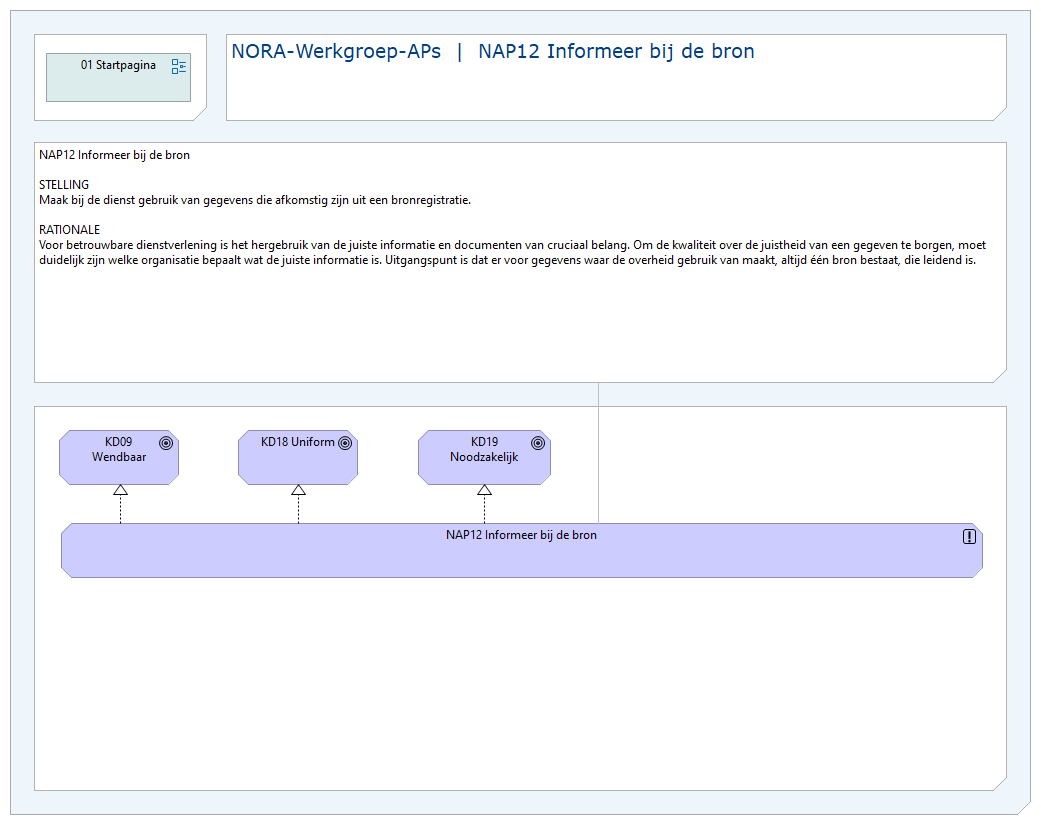 01 Startpagina
NORA-Werkgroep-APs | NAP12 Informeer bij de bron
NAP12 Informeer bij de bron
STELLING
Maak bij de dienst gebruik van gegevens die afkomstig zijn uit een bronregistratie.
RATIONALE
Voor betrouwbare dienstverlening is het hergebruik van de juiste informatie en documenten van cruciaal belang. Om de kwaliteit over de juistheid van een gegeven te borgen, moet
duidelijk zijn welke organisatie bepaalt wat de juiste informatie is. Uitgangspunt is dat er voor gegevens waar de overheid gebruik van maakt, altijd één bron bestaat, die leidend is.
KD09
Wendbaar
KD18 Uniform
KD19
Noodzakelijk
NAP12 Informeer bij de bron